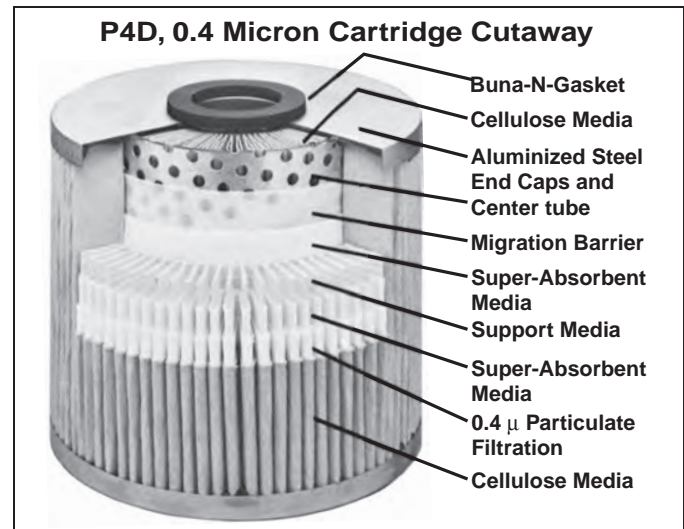 P4D, 0.4 Micron Cartridge Cutaway
Buna-N-Gasket
Cellulose Media
Aluminized Steel
End Caps and
Center tube
Migration Barrier
Super-Absorbent
Media
Support Media
Super-Absorbent
Media
0.4 μ Particulate
Filtration
Cellulose Media